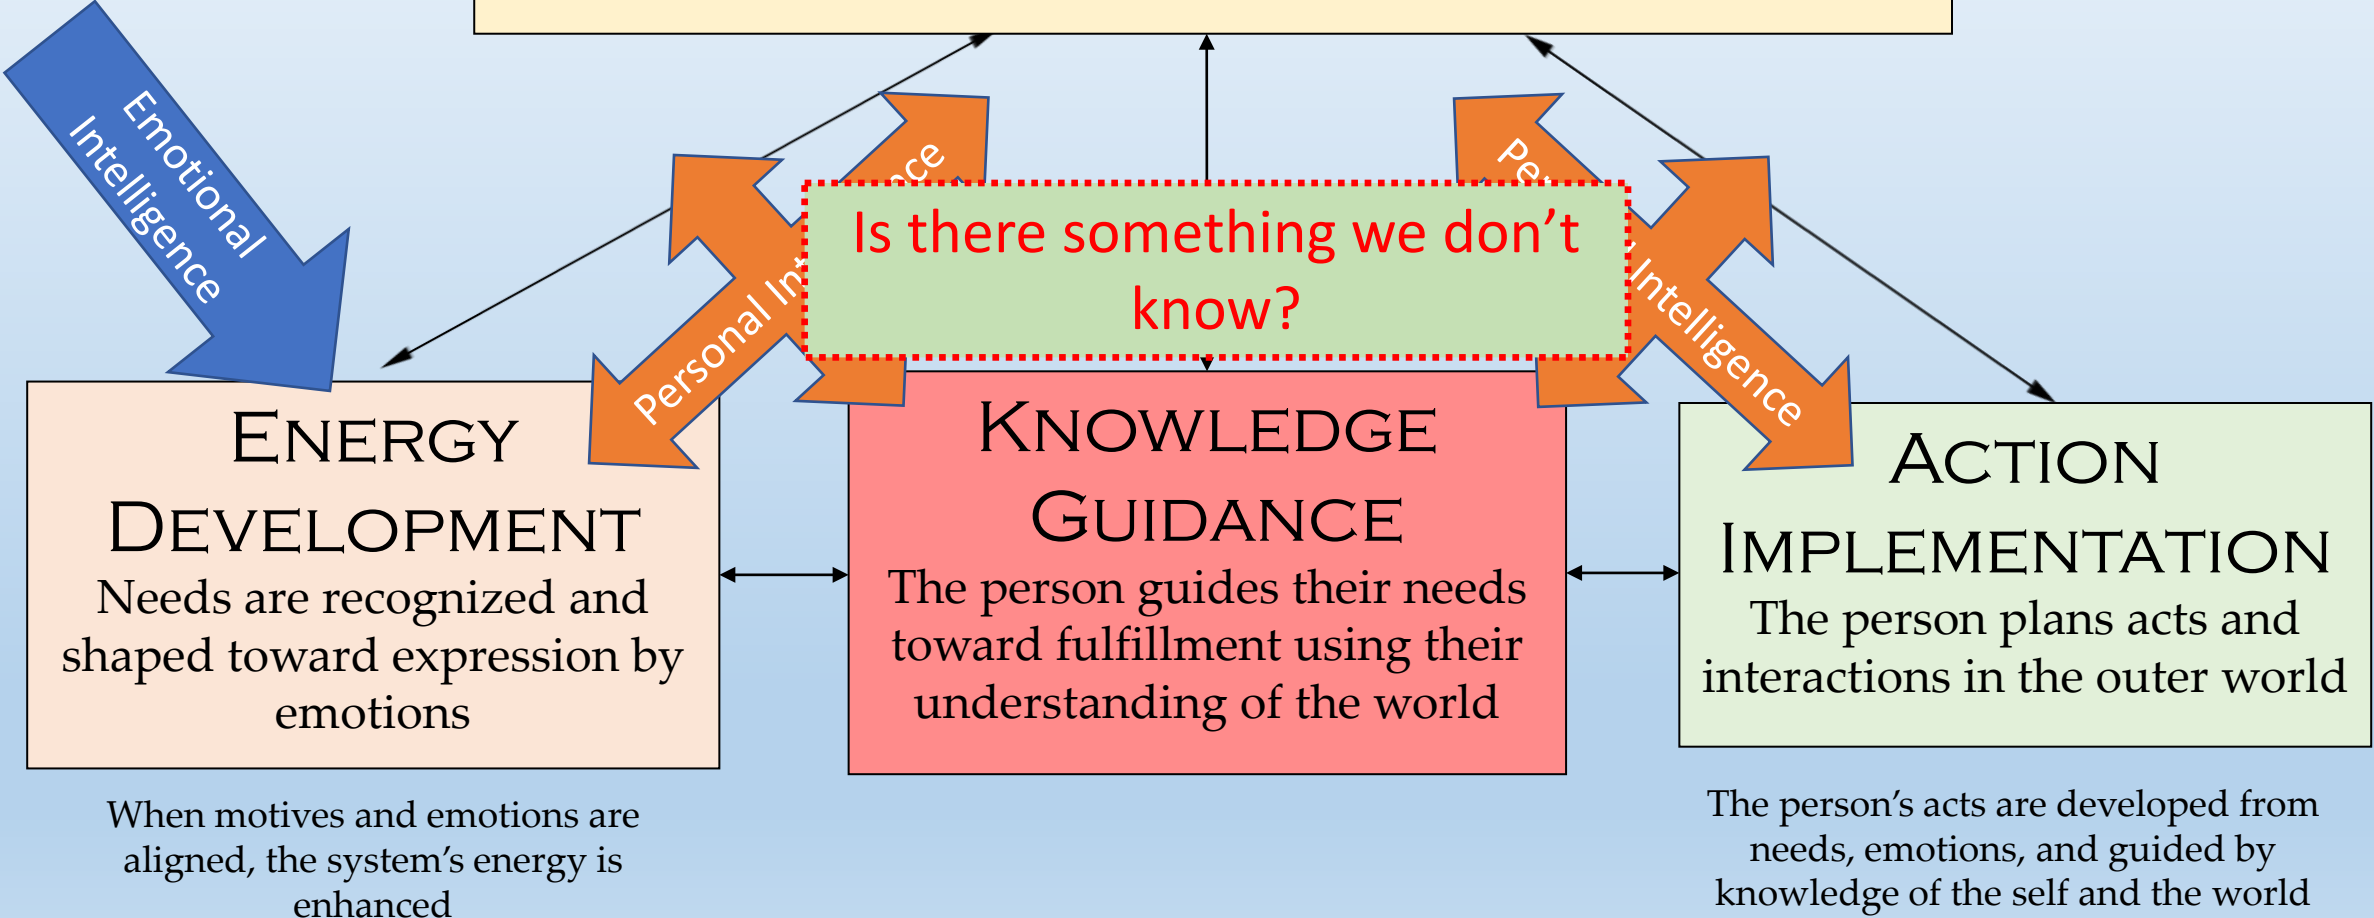 Emotional
Intelligence
Personal Int
ce
Is there something we don’t
know?
Per
Intelligence
ENERGY
DEVELOPMENT
Needs are recognized and
shaped toward expression by
emotions
KNOWLEDGE
GUIDANCE
The person guides their needs
toward fulfillment using their
understanding of the world
ACTION
IMPLEMENTATION
The person plans acts and
interactions in the outer world
When motives and emotions are
aligned, the system’s energy is
enhanced
The person’s acts are developed from
needs, emotions, and guided by
knowledge of the self and the world